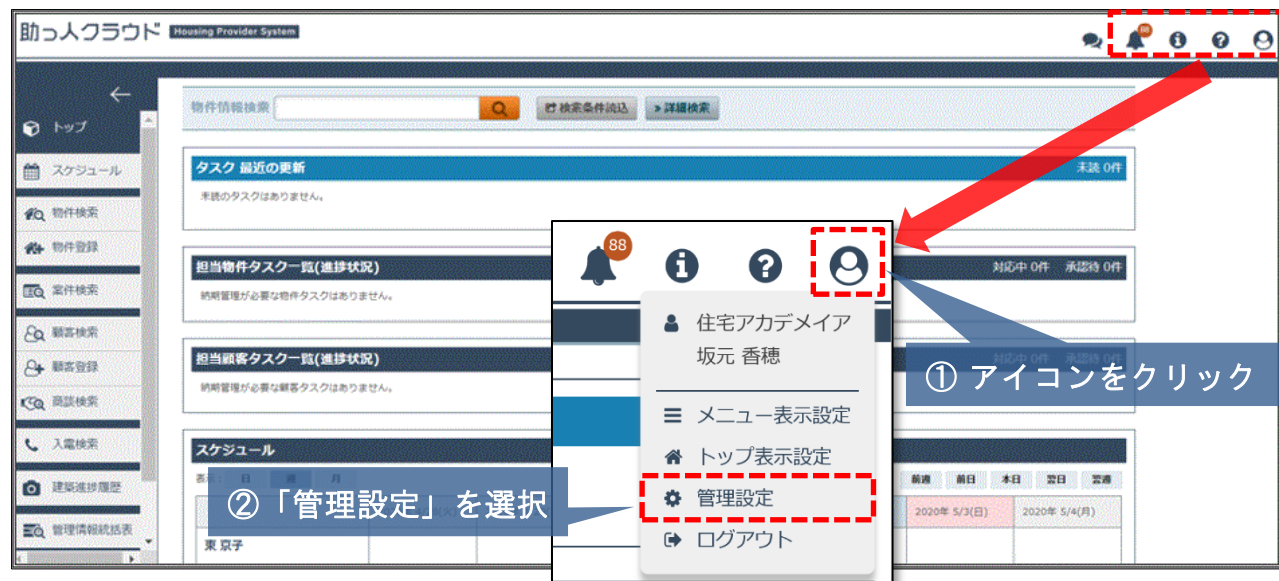 助っ人クラウド Housing Provider System
88
トップ
スケジュール
物件検索
物件登録
案件検索
顧客検索
顧客登録
商談検索
入電検索
建築進捗履歴
管理情報統括表
物件情報検索
検索条件読込
» 詳細検索
タスク 最近の更新
未読 0件
未読のタスクはありません。
担当物件タスク一覧(進捗状況)
対応中 0件 承認待 0件
納期管理が必要な物件タスクはありません。
担当顧客タスク一覧(進捗状況)
対応中 0件 承認待 0件
納期管理が必要な顧客タスクはありません。
スケジュール
表示: 日 週 月
前週 前日 本日 翌日 翌週
2020年 5/3(日) 2020年 5/4(月)
東 京子
88
住宅アカデメイア
坂元 香穂
メニュー表示設定
トップ表示設定
管理設定
ログアウト
① アイコンをクリック
②「管理設定」を選択